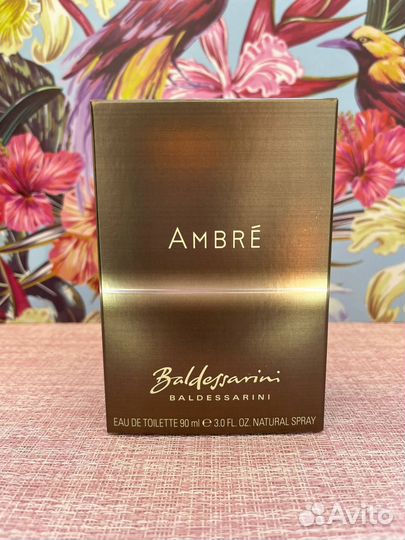 AMBRÉ
Baldessarini
BALDESSARINI
EAU DE TOILETTE 90 ml ℮ 3.0 FL. OZ. NATURAL SPRAY
Avito